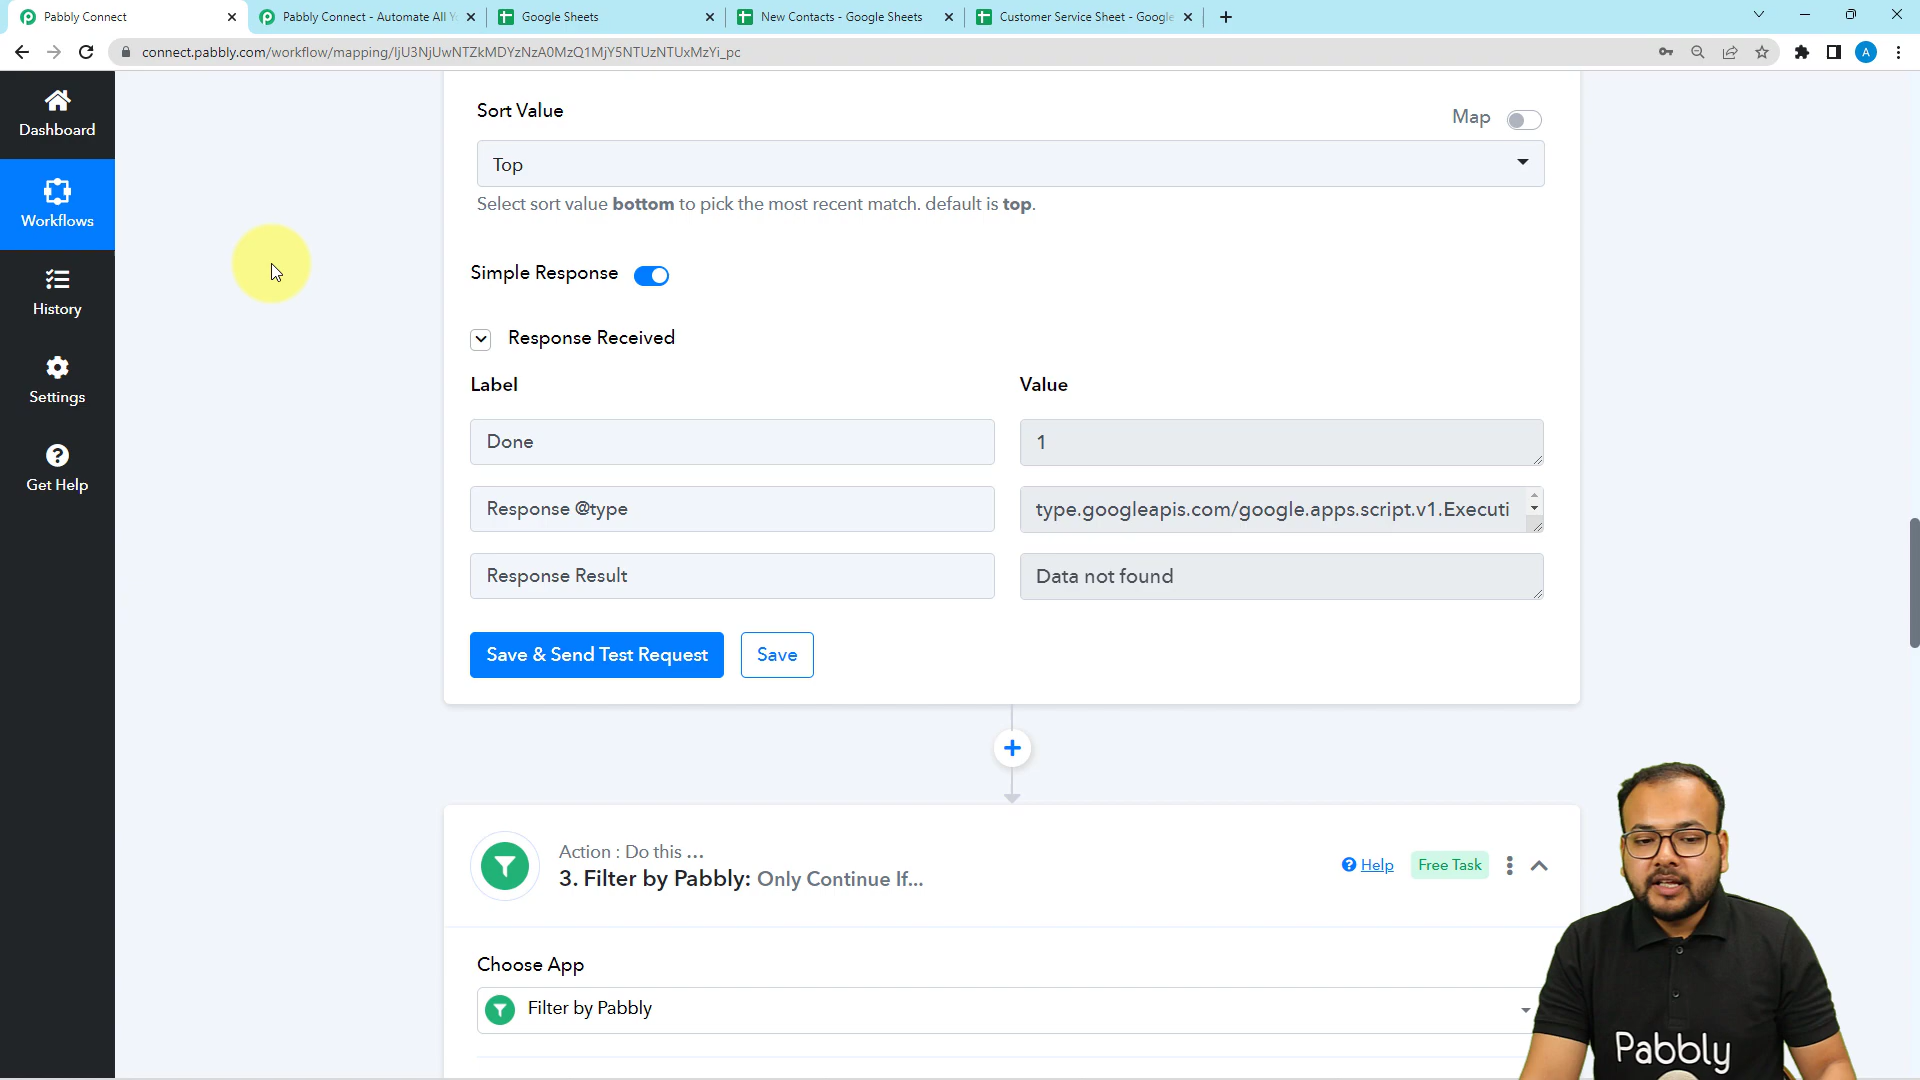 Pabbly Connect
Pabbly Connect - Automate All Y
Google Sheets
New Contacts - Google Sheets
Customer Service Sheet - Google
connect.pabbly.com/workflow/mapping/IjU3NjUwNTZkMDYzNzA0MzQ1MjY5NTUzNTUxMzYi_pc
A
Dashboard
Workflows
History
Settings
Get Help
Sort Value
Map
Top
Select sort value bottom to pick the most recent match. default is top.
Simple Response
Response Received
Label
Value
Done
1
Response @type
type.googleapis.com/google.apps.script.v1.Executi
Response Result
Data not found
Save & Send Test Request
Save
Action : Do this ...
3. Filter by Pabbly: Only Continue If...
Help
Free Task
Choose App
Filter by Pabbly
Pabbly